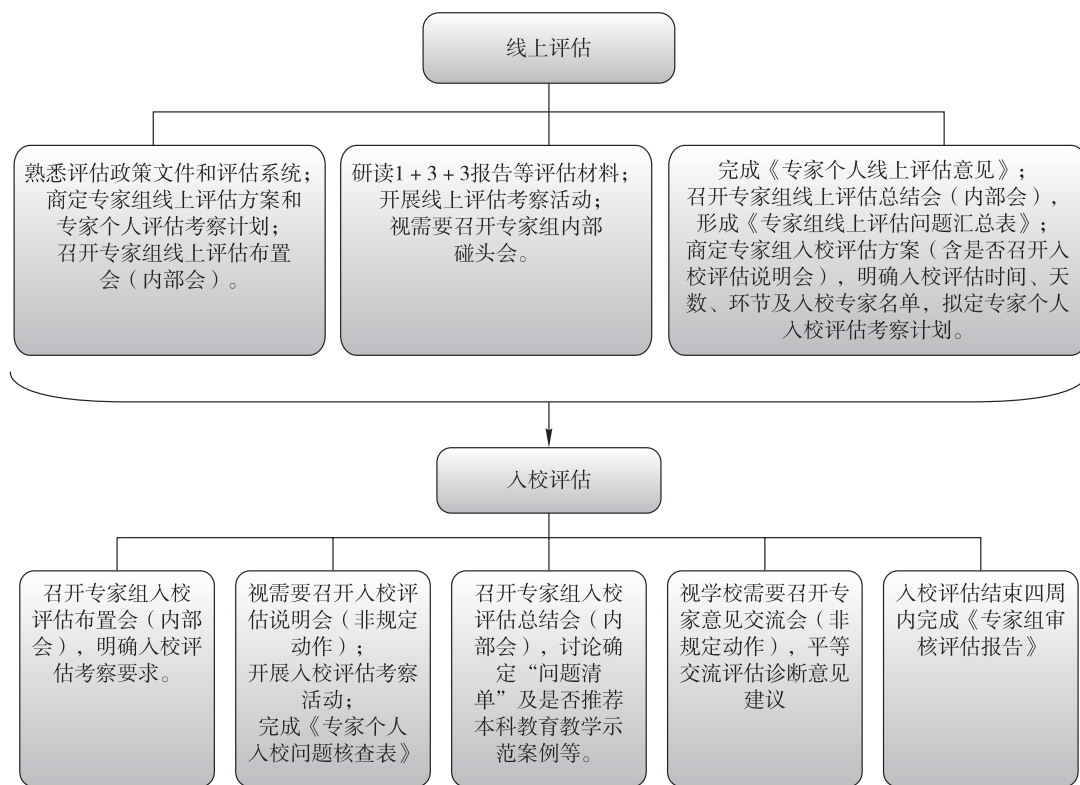 线上评估
熟悉评估政策文件和评估系统；
商定专家组线上评估方案和
专家个人评估考察计划；
召开专家组线上评估布置
会（内部会）。
研读1+3+3报告等评估材料；
开展线上评估考察活动；
视需要召开专家组内部
碰头会。
完成《专家个人线上评估意见》；
召开专家组线上评估总结会（内部会），
形成《专家组线上评估问题汇总表》；
商定专家组入校评估方案（含是否召开入
校评估说明会），明确入校评估时间、天
数、环节及入校专家名单，拟定专家个人
入校评估考察计划。
入校评估
召开专家组入校
评估布置会（内部
会），明确入校评
估考察要求。
视需要召开入校评
估说明会（非规定
动作）；
开展入校评估考察
活动；
完成《专家个人
入校问题核查表》
召开专家组入校
评估总结会（内
部会），讨论确
定“问题清
单”及是否推荐
本科教育教学示
范案例等。
视学校需要召开专
家意见交流会（非
规定动作），平等
交流评估诊断意见
建议
入校评估结束四周
内完成《专家组审
核评估报告》